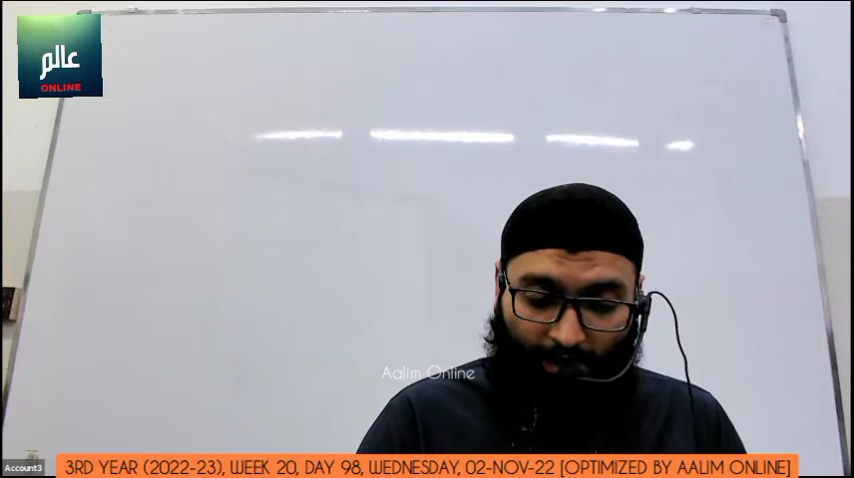 عالم
ONLINE
Aalim Online
Account3
3RD YEAR (2022-23), WEEK 20, DAY 98, WEDNESDAY, 02-NOV-22 [OPTIMIZED BY AALIM ONLINE]